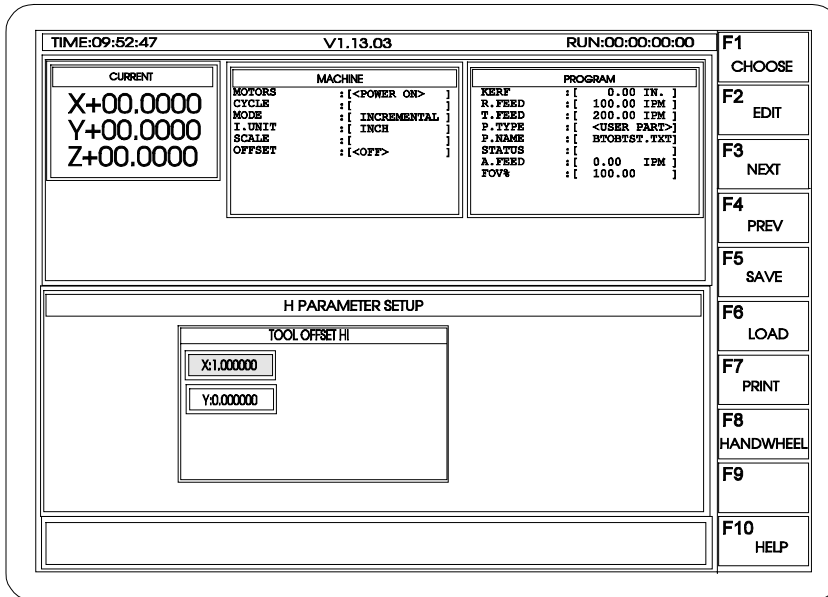 TIME:09:52:47 V1.13.03 RUN:00:00:00:00
CURRENT
X+00.0000
Y+00.0000
Z+00.0000
MACHINE
MOTORS :[<POWER ON> ]
CYCLE :[ ]
MODE :[ INCREMENTAL ]
I.UNIT :[ INCH ]
SCALE :[ ]
OFFSET :[<OFF> ]
PROGRAM
KERF :[ 0.00 IN. ]
R.FEED :[ 100.00 IPM ]
T.FEED :[ 200.00 IPM ]
P.TYPE :[ <USER PART>]
P.NAME :[ BTOBTST.TXT]
STATUS :[ ]
A.FEED :[ 0.00 IPM ]
FOV% :[ 100.00 ]
H PARAMETER SETUP
TOOL OFFSET HI
X:1.000000
Y:0.000000
F1
CHOOSE
F2
EDIT
F3
NEXT
F4
PREV
F5
SAVE
F6
LOAD
F7
PRINT
F8
HANDWHEEL
F9
F10
HELP